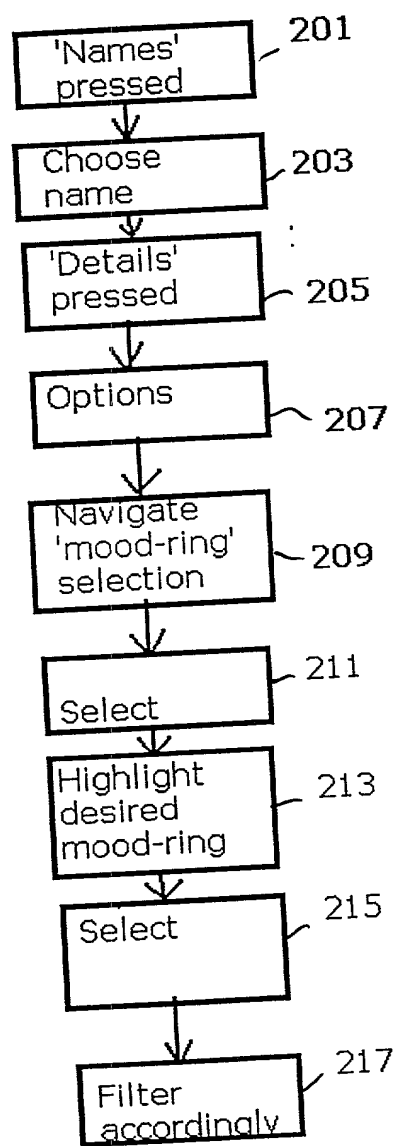 'Names'
pressed
201
Choose
name
203
'Details'
pressed
205
Options
207
Navigate
'mood-ring'
selection
209
Select
211
Highlight
desired
mood-ring
213
Select
215
Filter
accordingly
217